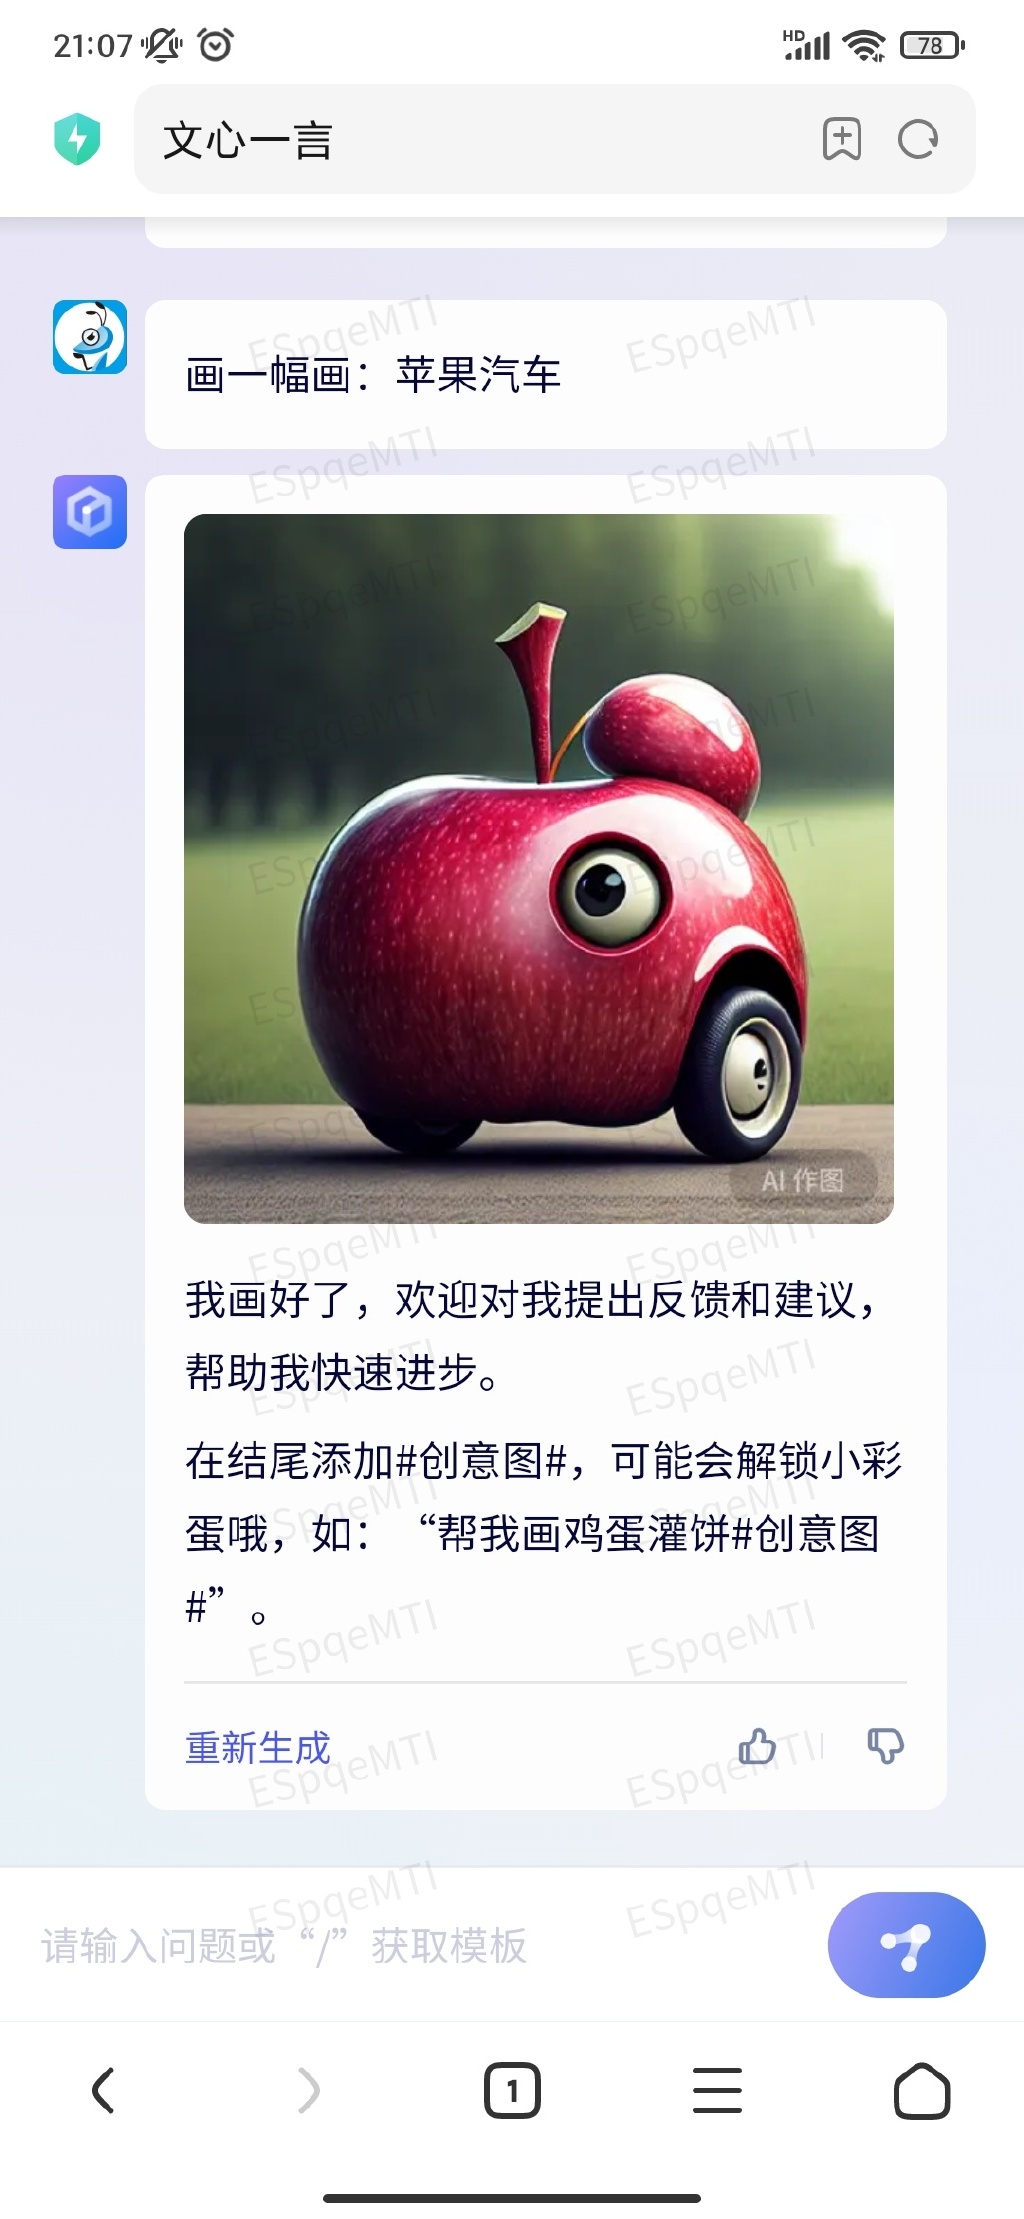 21:07
HD
78
文心一言
画一幅画：苹果汽车
AI 作图
我画好了，欢迎对我提出反馈和建议，
帮助我快速进步。
在结尾添加#创意图#，可能会解锁小彩
蛋哦，如：“帮我画鸡蛋灌饼#创意图
#”。
重新生成
请输入问题或“/”获取模板
1
ESpqeMTI